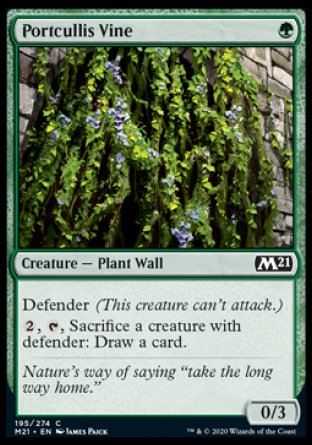 Portcullis Vine
Creature — Plant Wall
M21
Defender (This creature can't attack.)
2, , Sacrifice a creature with
defender: Draw a card.
Nature's way of saying “take the long
way home.”
0/3
195/274 C
M21 • EN JAMES PAICK
™ & © 2020 Wizards of the Coast